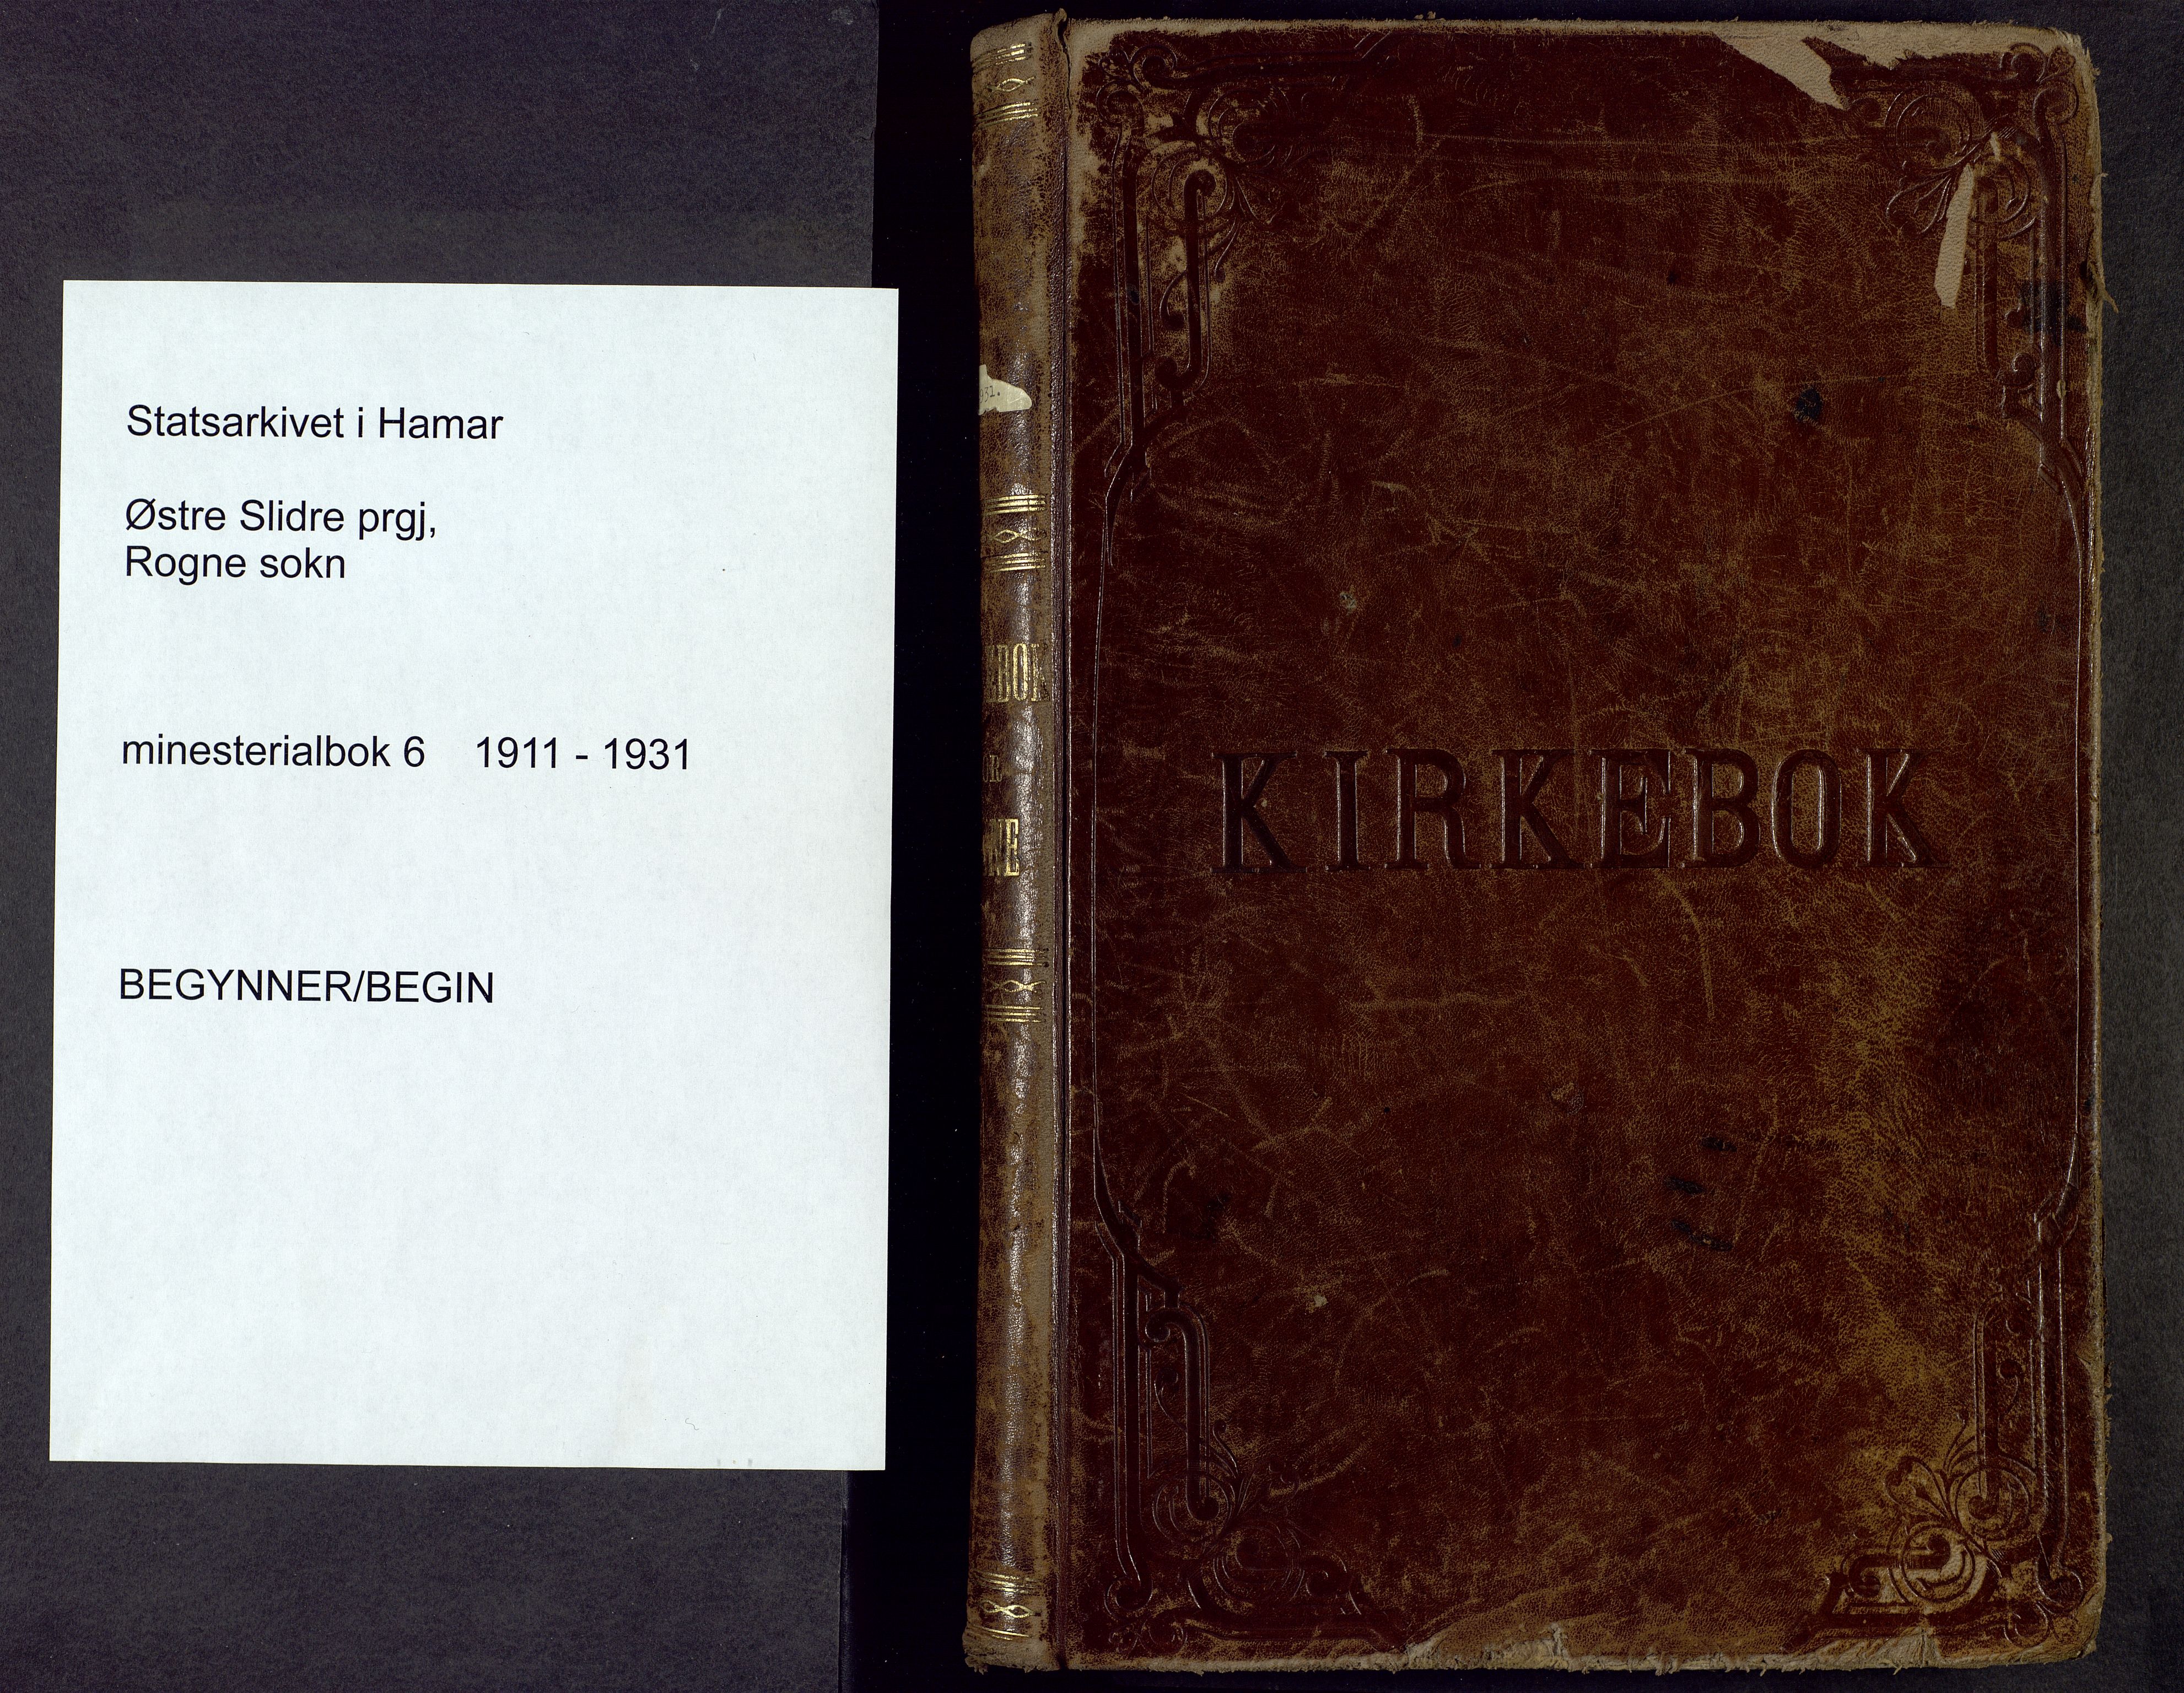 Statsarkivet i Hamar
Østre Slidre prgj,
Rogne sokn
minesterialbok 6 1911 - 1931
BEGYNNER/BEGIN
KIRKEBOK